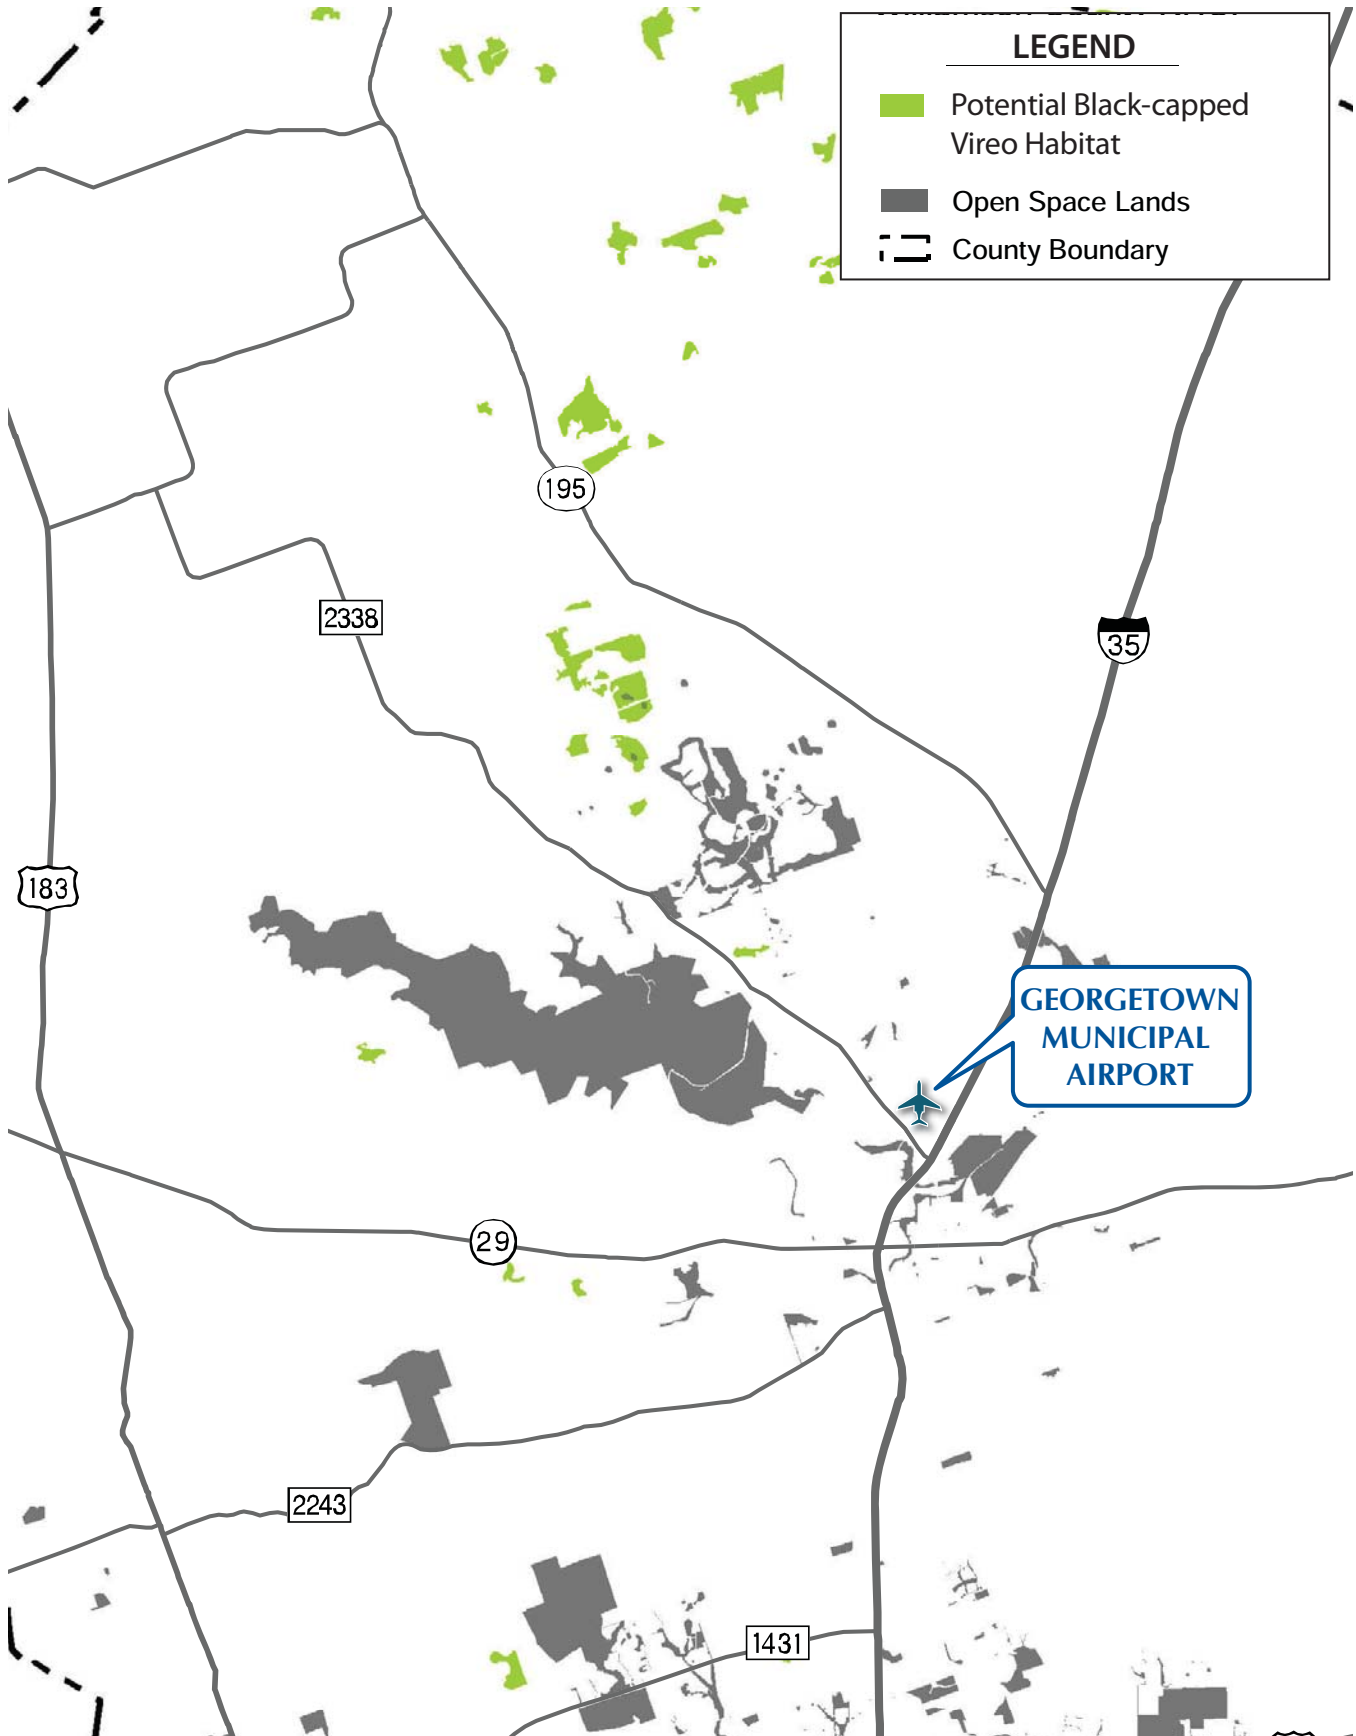 LEGEND
Potential Black-capped
Vireo Habitat
Open Space Lands
County Boundary
195
2338
35
183
GEORGETOWN
MUNICIPAL
AIRPORT
29
2243
1431